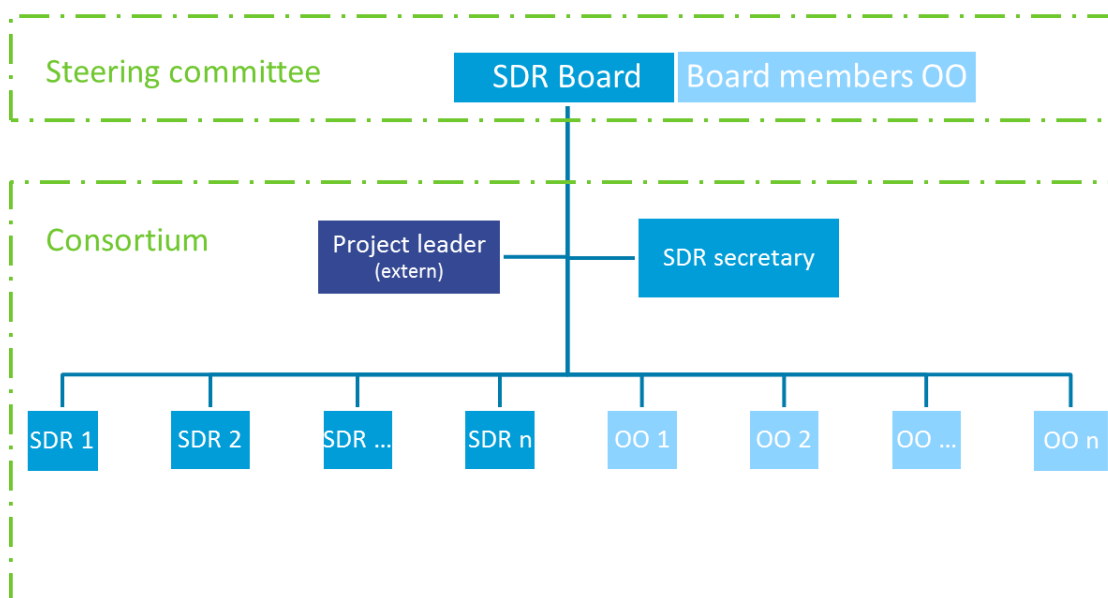 Steering committee
SDR Board
Board members OO
Consortium
Project leader
(extern)
SDR secretary
SDR 1
SDR 2
SDR ...
SDR n
OO 1
OO 2
OO ...
OO n